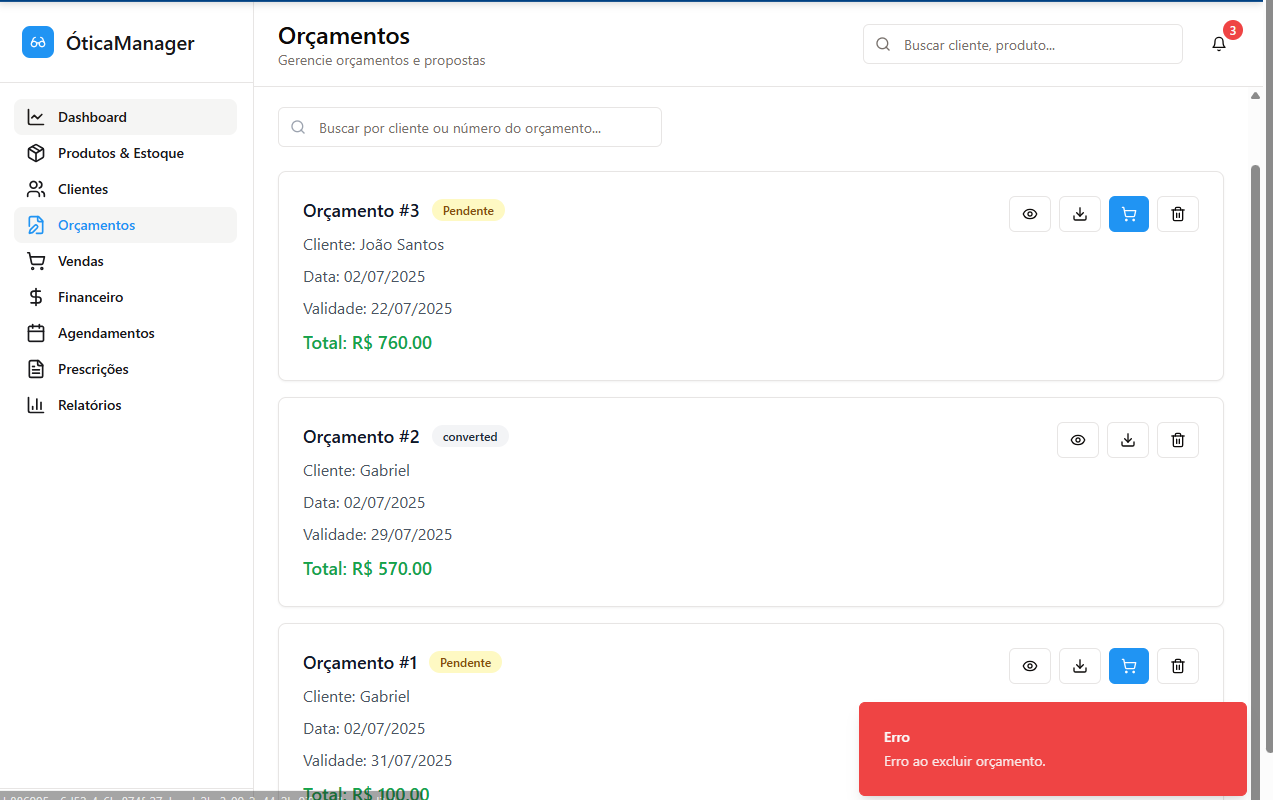 ÓticaManager
Orçamentos
Gerencie orçamentos e propostas
Buscar cliente, produto...
3
Dashboard
Produtos & Estoque
Clientes
Orçamentos
Vendas
Financeiro
Agendamentos
Prescrições
Relatórios
Buscar por cliente ou número do orçamento...
Orçamento #3 Pendente
Cliente: João Santos
Data: 02/07/2025
Validade: 22/07/2025
Total: R$ 760.00
Orçamento #2 converted
Cliente: Gabriel
Data: 02/07/2025
Validade: 29/07/2025
Total: R$ 570.00
Orçamento #1 Pendente
Cliente: Gabriel
Data: 02/07/2025
Validade: 31/07/2025
Total: R$ 100.00
Erro
Erro ao excluir orçamento.